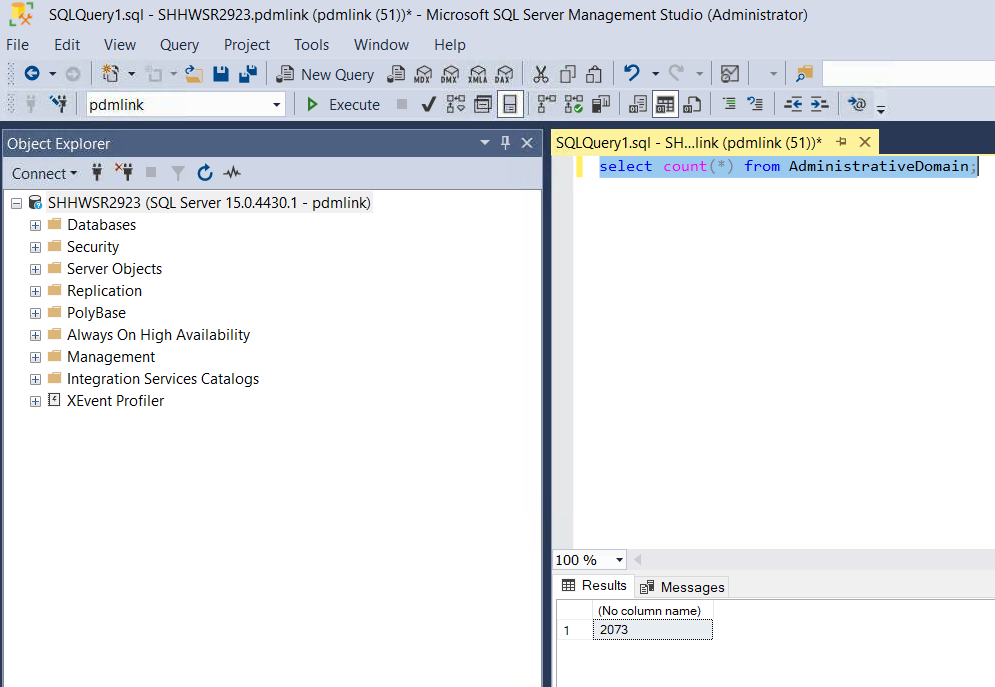 SQLQuery1.sql - SHHWSR2923.pdmlink (pdmlink (51))* - Microsoft SQL Server Management Studio (Administrator)
File Edit View Query Project Tools Window Help
New Query MDX DMX XMLA DAX
pdmlink Execute
Object Explorer
Connect
SHHWSR2923 (SQL Server 15.0.4430.1 - pdmlink)
Databases
Security
Server Objects
Replication
PolyBase
Always On High Availability
Management
Integration Services Catalogs
XEvent Profiler
SQLQuery1.sql - SH...link (pdmlink (51))*
select count(*) from AdministrativeDomain;
100 %
Results Messages
(No column name)
1 2073